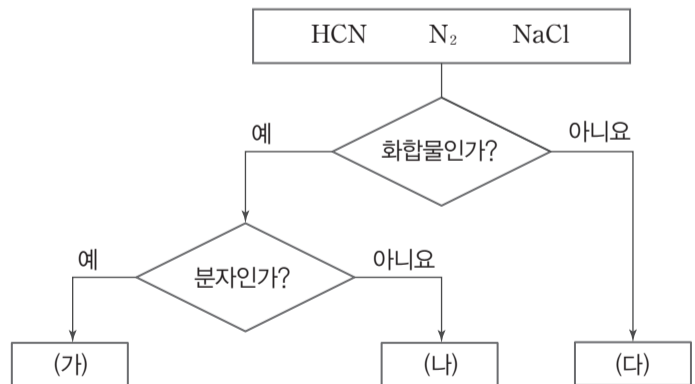 HCN N₂ NaCl
화합물인가?
예 아니요
분자인가?
예 아니요
(가) (나) (다)